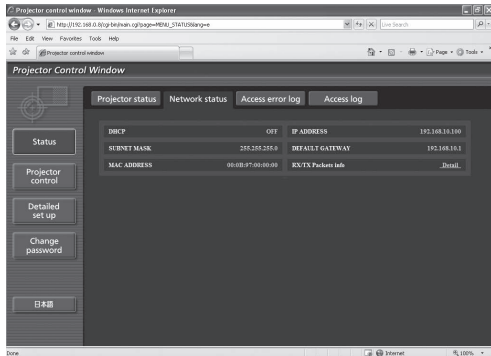 Projector control window - Windows Internet Explorer
http://192.168.0.8/cgi-bin/main.cgi?page=MENU_STATUS&lang=e
Live Search
File Edit View Favorites Tools Help
Projector control window
Page Tools
Projector Control Window
Projector status Network status Access error log Access log
DHCP OFF IP ADDRESS 192.168.10.100
SUBNET MASK 255.255.255.0 DEFAULT GATEWAY 192.168.10.1
MAC ADDRESS 00:0B:97:00:00:00 RX/TX Packets info Detail
Status
Projector
control
Detailed
set up
Change
password
日本語
Done Internet 100%